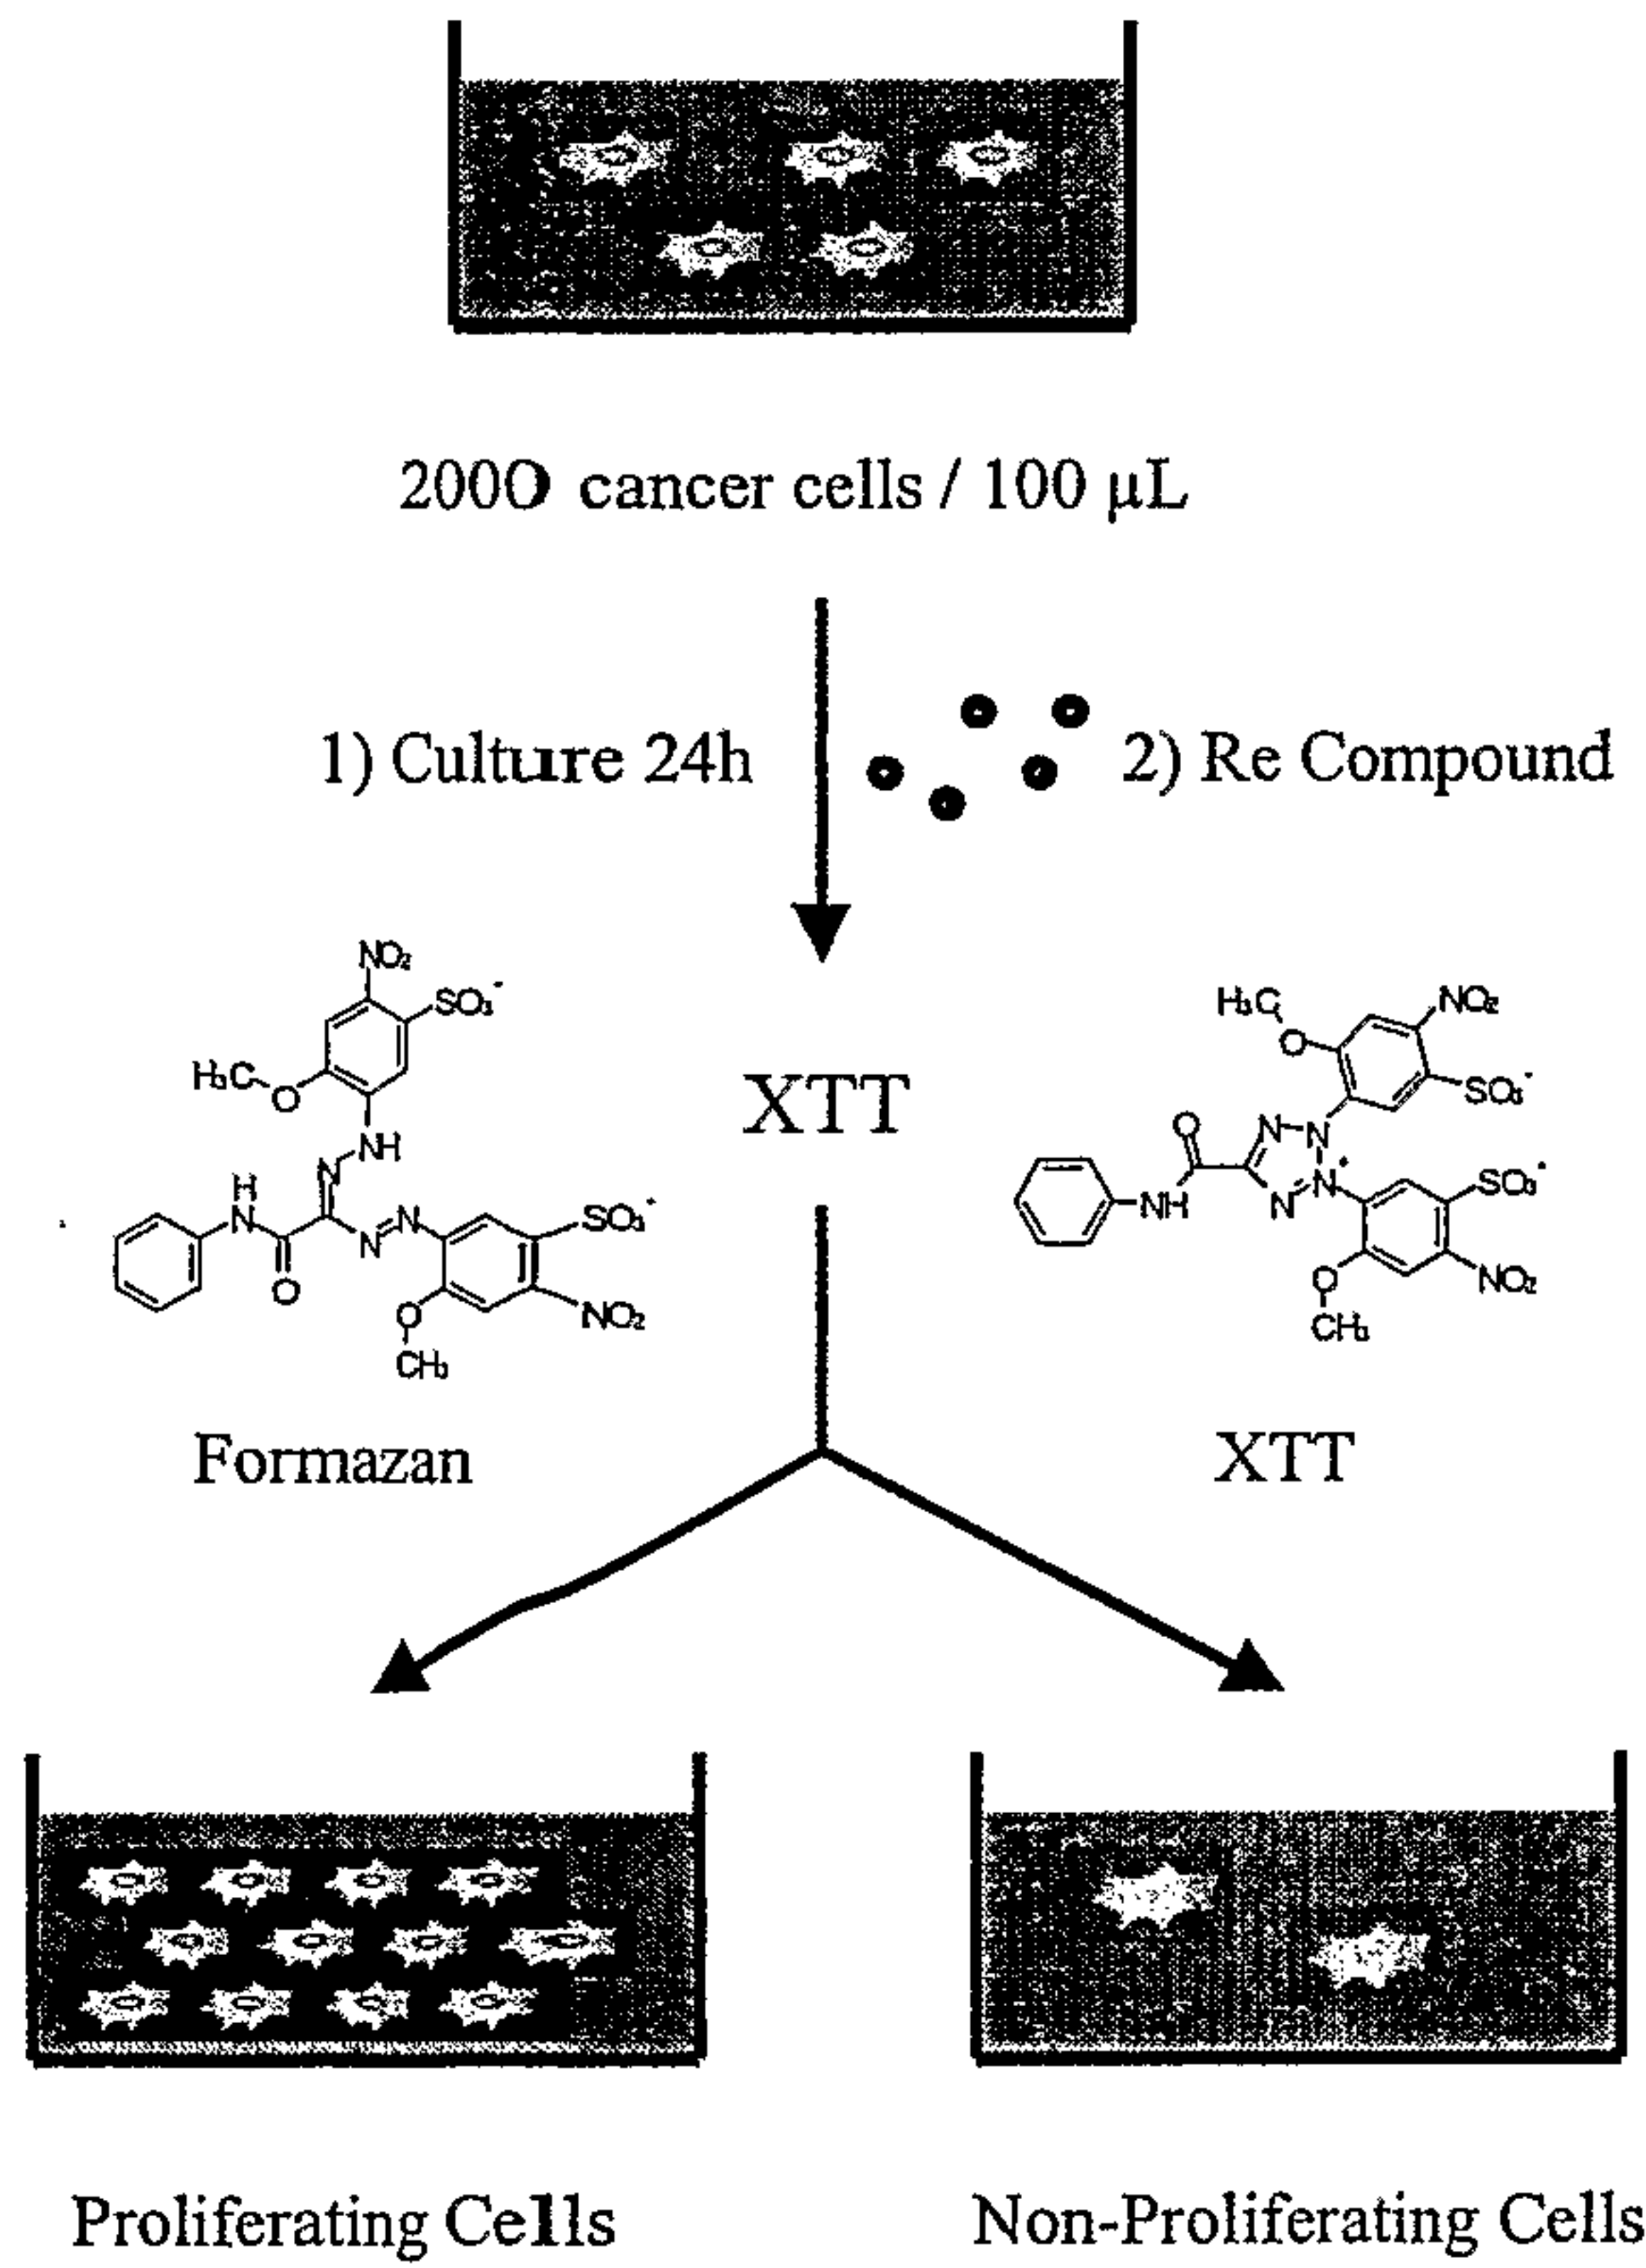 2000 cancer cells / 100 µL
1) Culture 24h
2) Re Compound
NO₂
SO₃⁻
H₃C
O
NH
N
H
N
O
N
N
SO₃⁻
NO₂
O
CH₃
Formazan
XTT
H₃C
O
NO₂
SO₃⁻
O
N
N
NH
N
N⁺
SO₃⁻
NO₂
O
CH₃
XTT
Proliferating Cells
Non-Proliferating Cells